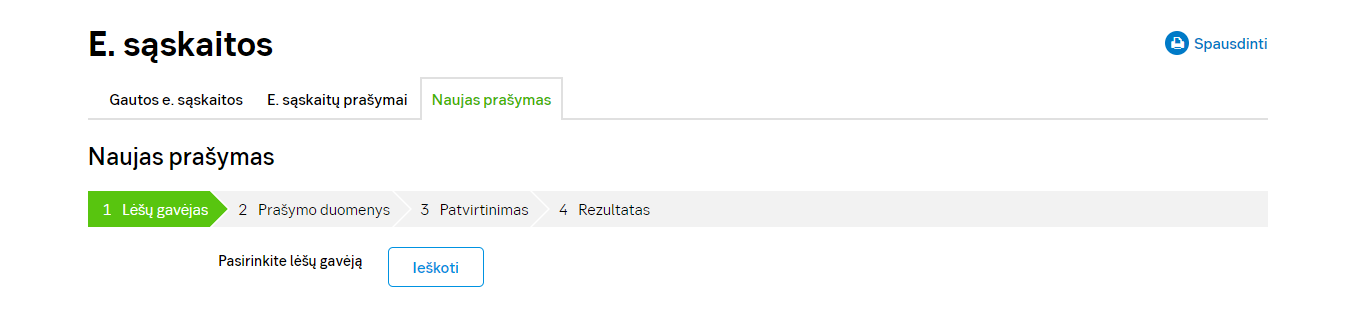 E. sąskaitos
Spausdinti
Gautos e. sąskaitos E. sąskaitų prašymai Naujas prašymas
Naujas prašymas
1 Lėšų gavėjas 2 Prašymo duomenys 3 Patvirtinimas 4 Rezultatas
Pasirinkite lėšų gavėją Ieškoti